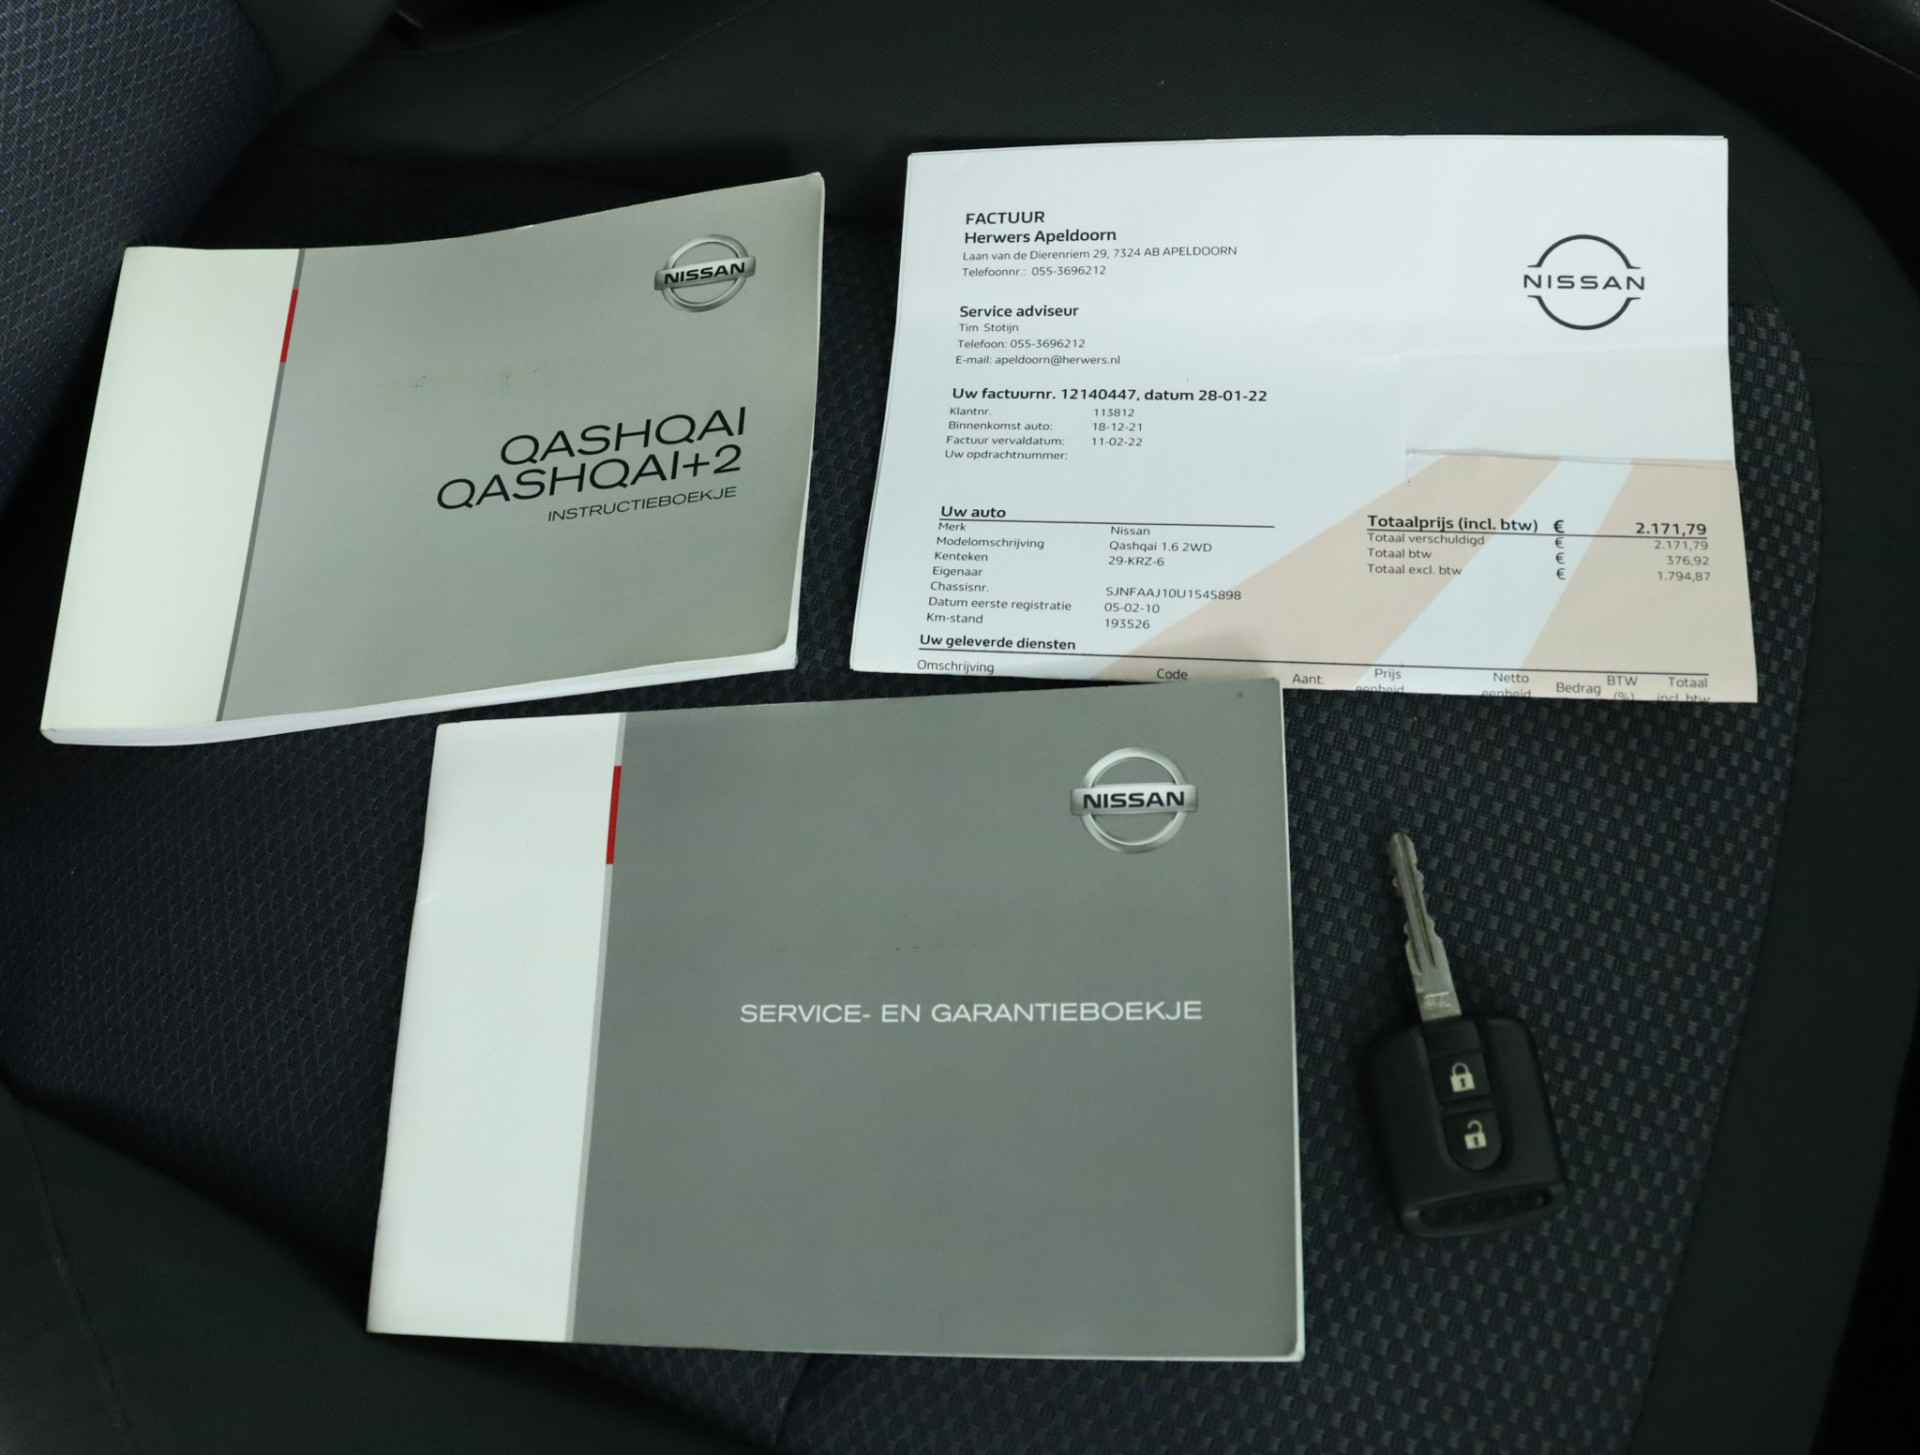 NISSAN
QASHQAI
QASHQAI+2
INSTRUCTIEBOEKJE
FACTUUR
Herwers Apeldoorn
Laan van de Dierenriem 29, 7324 AB APELDOORN
Telefoonnr.: 055-3696212
NISSAN
Service adviseur
Tim Stotijn
Telefoon: 055-3696212
E-mail: apeldoorn@herwers.nl
Uw factuurnr. 12140447, datum 28-01-22
Klantnr. 113812
Binnenkomst auto: 18-12-21
Factuur vervaldatum: 11-02-22
Uw opdrachtnummer:
Uw auto
Merk Nissan
Modelomschrijving Qashqai 1.6 2WD
Kenteken 29-KRZ-6
Eigenaar
Chassisnr. SJNFAAJ10U1545898
Datum eerste registratie 05-02-10
Km-stand 193526
Totaalprijs (incl. btw) € 2.171,79
Totaal verschuldigd € 2.171,79
Totaal btw € 376,92
Totaal excl. btw € 1.794,87
Uw geleverde diensten
Omschrijving Code Aant. Prijs Netto Bedrag BTW Totaal
eenheid eenheid (%) incl. btw
NISSAN
SERVICE- EN GARANTIEBOEKJE